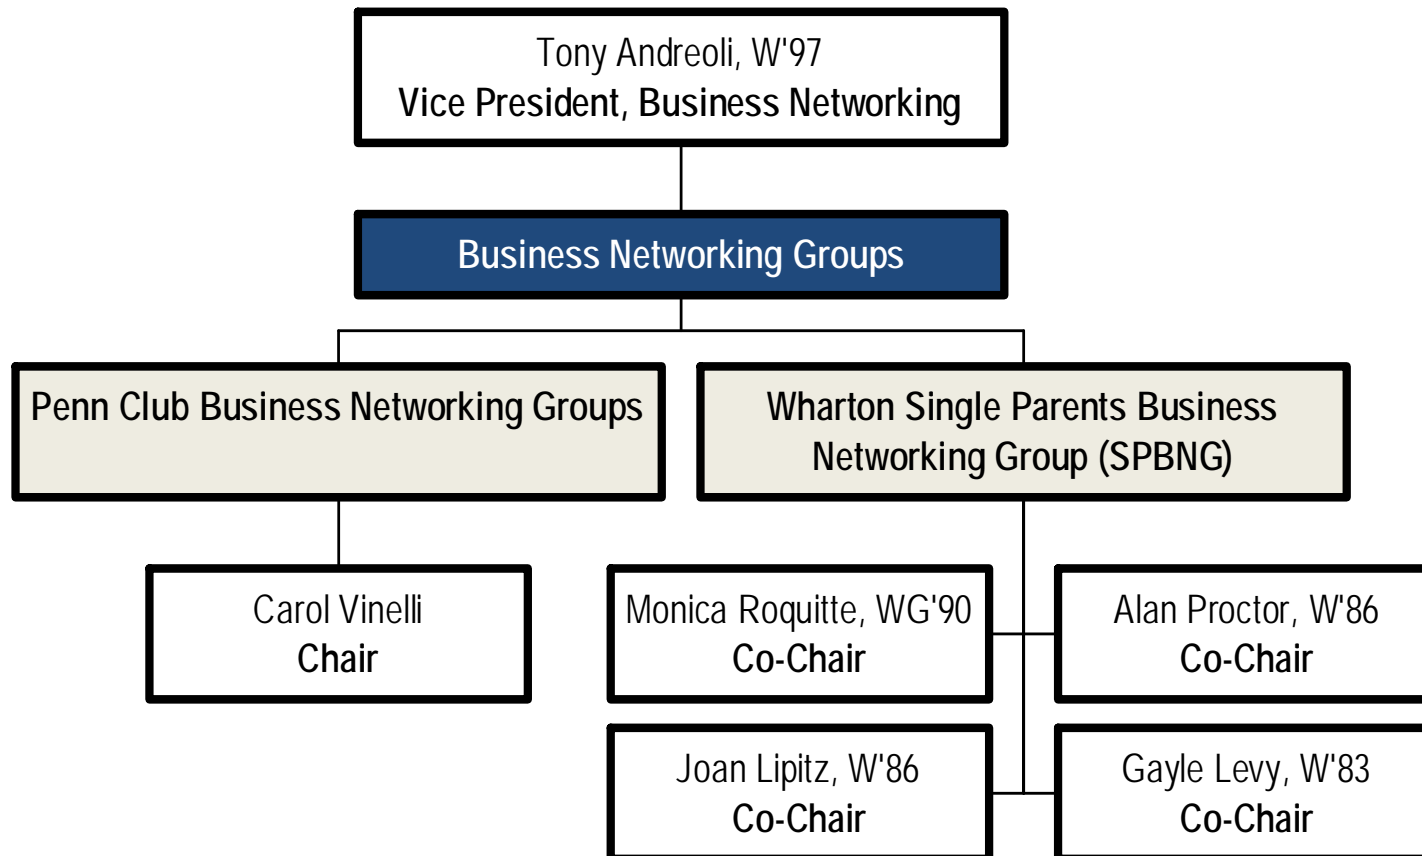 Tony Andreoli, W'97
Vice President, Business Networking
Business Networking Groups
Penn Club Business Networking Groups
Wharton Single Parents Business
Networking Group (SPBNG)
Carol Vinelli
Chair
Monica Roquitte, WG'90
Co-Chair
Alan Proctor, W'86
Co-Chair
Joan Lipitz, W'86
Co-Chair
Gayle Levy, W'83
Co-Chair